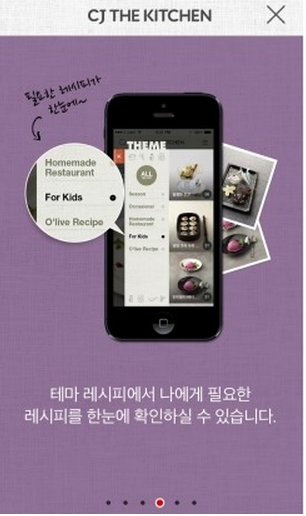 CJ THE KITCHEN
필요한 레시피가
한눈에~
Homemade
Restaurant
For Kids
O'live Recipe
THEME
ALL
Season
Occasional
Homemade
Restaurant
For Kids
O'live Recipe
테마 레시피에서 나에게 필요한
레시피를 한눈에 확인하실 수 있습니다.